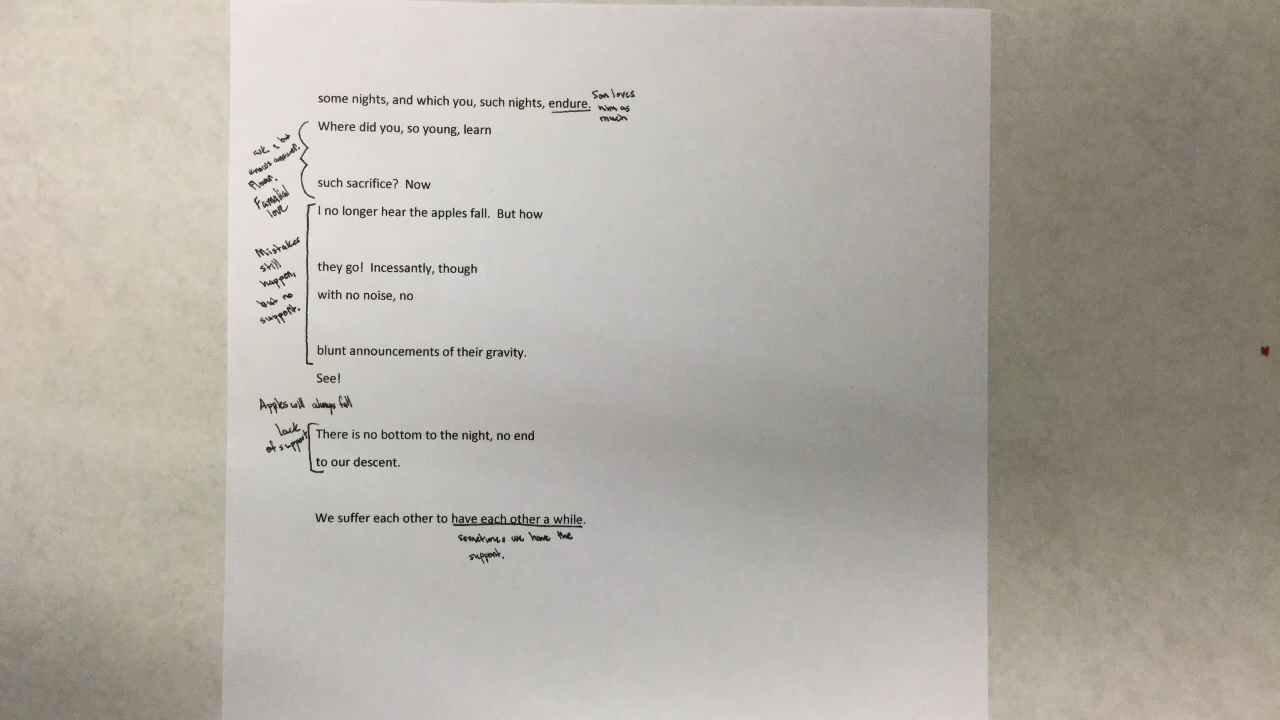 some nights, and which you, such nights, endure.
Son loves
him as
much
Where did you, so young, learn
ask &
knows answer.
such sacrifice?  Now
Familial
love
I no longer hear the apples fall.  But how
Mistakes
still
happen,
but no
support.
they go!  Incessantly, though
with no noise, no
blunt announcements of their gravity.
See!
Apples will always fall
lack
of support
There is no bottom to the night, no end
to our descent.
We suffer each other to have each other a while.
sometimes we have the
support.